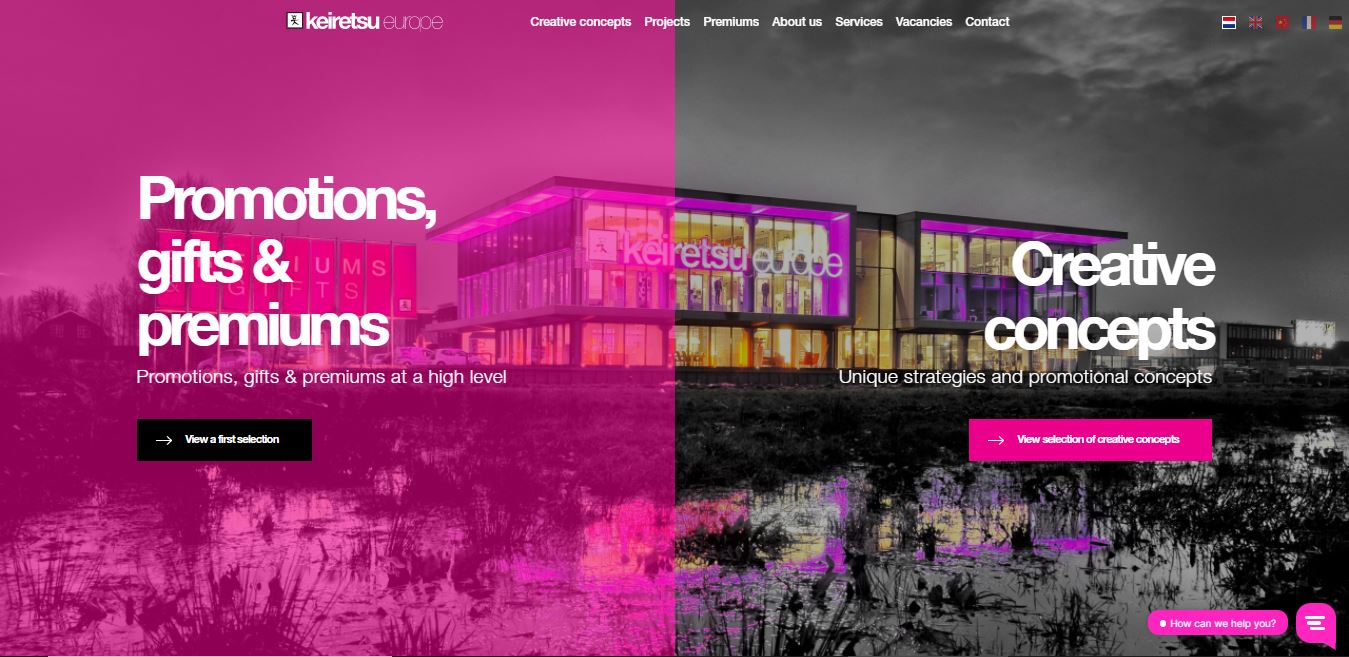 keiretsu europe
Creative concepts Projects Premiums About us Services Vacancies Contact
Promotions,
gifts &
premiums
Promotions, gifts & premiums at a high level
View a first selection
IUMS
& GIFTS
keiretsu europe
Creative
concepts
Unique strategies and promotional concepts
View selection of creative concepts
How can we help you?